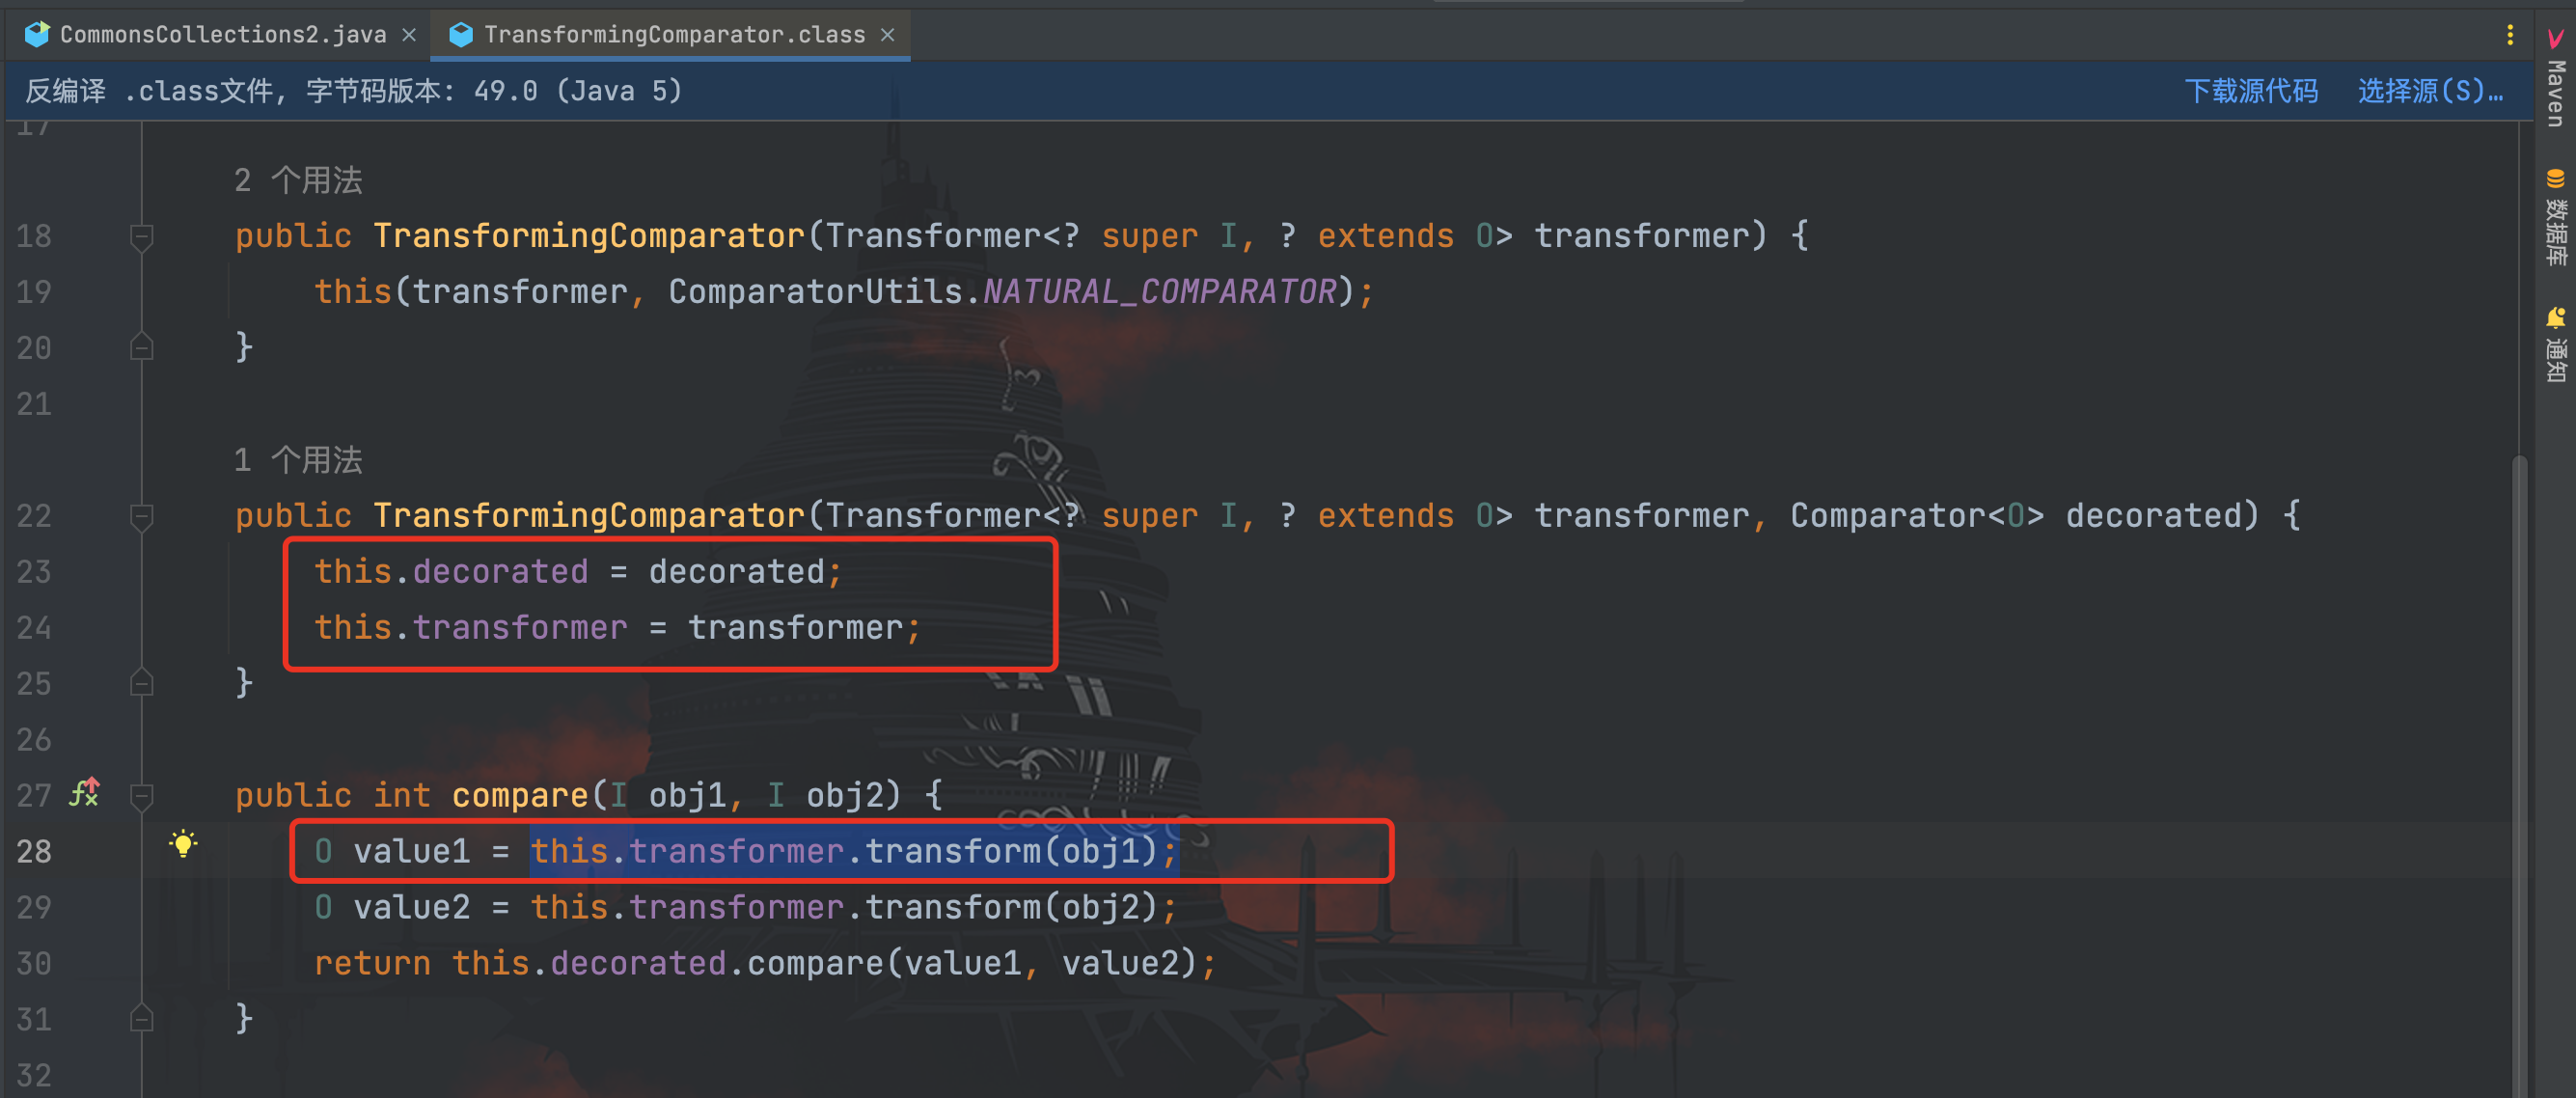 CommonsCollections2.java
TransformingComparator.class
反编译 .class文件, 字节码版本: 49.0 (Java 5)
下载源代码
选择源(S)…
17
2 个用法
18 public TransformingComparator(Transformer<? super I, ? extends O> transformer) {
19 this(transformer, ComparatorUtils.NATURAL_COMPARATOR);
20 }
21
1 个用法
22 public TransformingComparator(Transformer<? super I, ? extends O> transformer, Comparator<O> decorated) {
23 this.decorated = decorated;
24 this.transformer = transformer;
25 }
26
27 public int compare(I obj1, I obj2) {
28 O value1 = this.transformer.transform(obj1);
29 O value2 = this.transformer.transform(obj2);
30 return this.decorated.compare(value1, value2);
31 }
32
Maven
数据库
通知